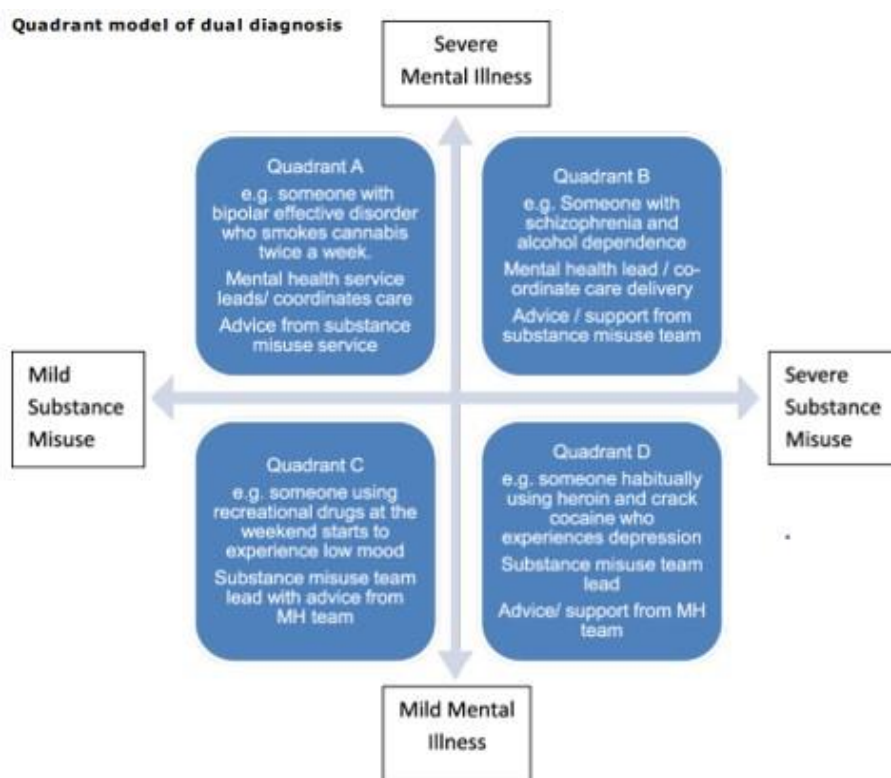 Quadrant model of dual diagnosis
Severe
Mental Illness
Quadrant A
e.g. someone with
bipolar effective disorder
who smokes cannabis
twice a week.
Mental health service
leads/ coordinates care
Advice from substance
misuse service
Quadrant B
e.g. Someone with
schizophrenia and
alcohol dependence
Mental health lead / co-
ordinate care delivery
Advice / support from
substance misuse team
Mild
Substance
Misuse
Severe
Substance
Misuse
Quadrant C
e.g. someone using
recreational drugs at the
weekend starts to
experience low mood
Substance misuse team
lead with advice from
MH team
Quadrant D
e.g. someone habitually
using heroin and crack
cocaine who
experiences depression
Substance misuse team
lead
Advice/ support from MH
team
Mild Mental
Illness